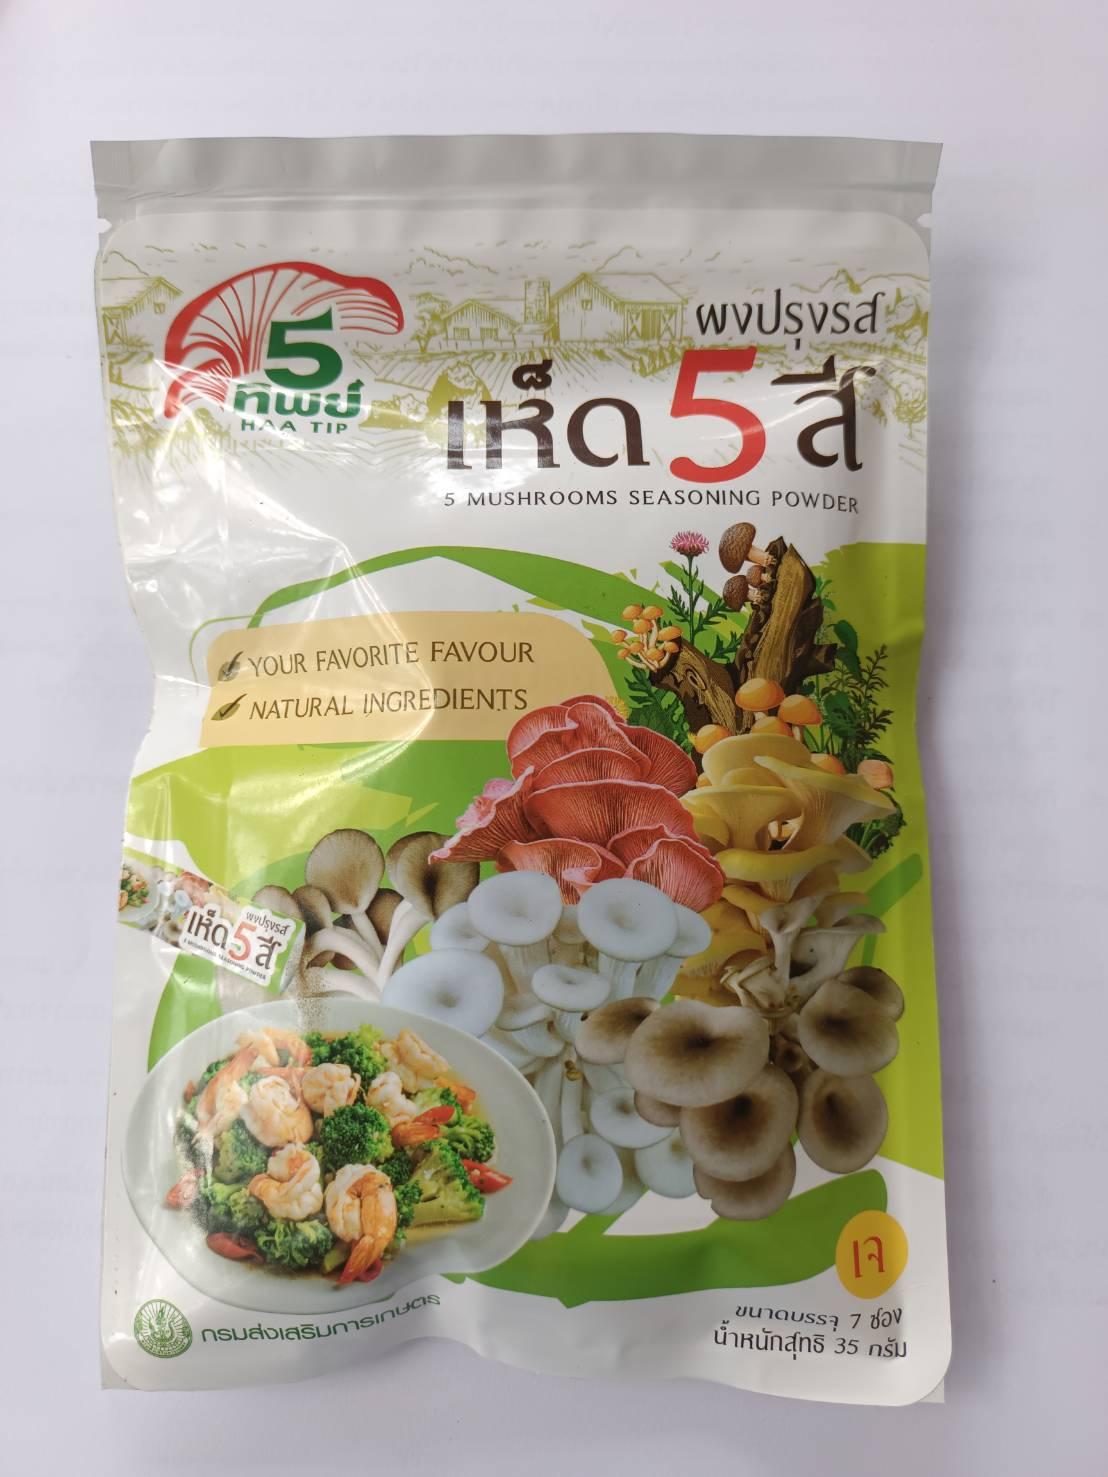 5
ทิพย์
HAA TIP
ผงปรุงรส
เห็ด 5 สี
5 MUSHROOMS SEASONING POWDER
YOUR FAVORITE FAVOUR
NATURAL INGREDIENTS
ผงปรุงรส
เห็ด 5 สี
5 MUSHROOMS SEASONING POWDER
เจ
ขนาดบรรจุ 7 ซอง
น้ำหนักสุทธิ 35 กรัม
กรมส่งเสริมการเกษตร